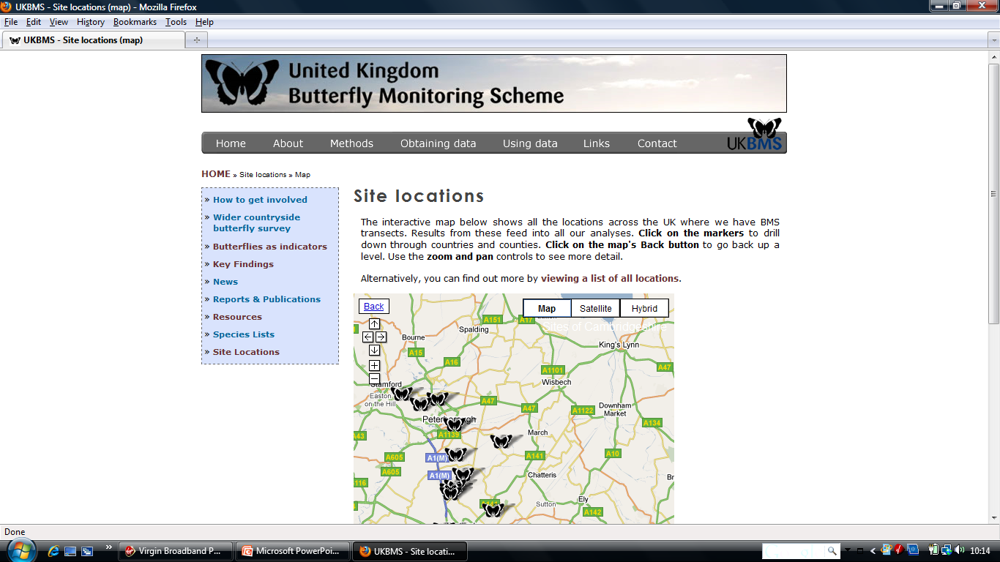 UKBMS - Site locations (map) - Mozilla Firefox
File Edit View History Bookmarks Tools Help
UKBMS - Site locations (map)
United Kingdom
Butterfly Monitoring Scheme
Home About Methods Obtaining data Using data Links Contact
UKBMS
HOME » Site locations » Map
» How to get involved
» Wider countryside
butterfly survey
» Butterflies as indicators
» Key Findings
» News
» Reports & Publications
» Resources
» Species Lists
» Site Locations
Site locations
The interactive map below shows all the locations across the UK where we have BMS
transects. Results from these feed into all our analyses. Click on the markers to drill
down through countries and counties. Click on the map's Back button to go back up a
level. Use the zoom and pan controls to see more detail.
Alternatively, you can find out more by viewing a list of all locations.
Back
Map Satellite Hybrid
Sites of Cambridgeshire
A151
A17
Spalding
Bourne
King's Lynn
A15
A16
A47
A1101
Stamford
Wisbech
Easton
on the Hill
A47
A47
A1122
Downham
Market
Peterborough
A134
A43
A1139
March
A605
A1(M)
A141
A10
A605
A1(M)
Chatteris
116
Ely
Sutton
A142
Done
Virgin Broadband P...
Microsoft PowerPoi...
UKBMS - Site locati...
10:14